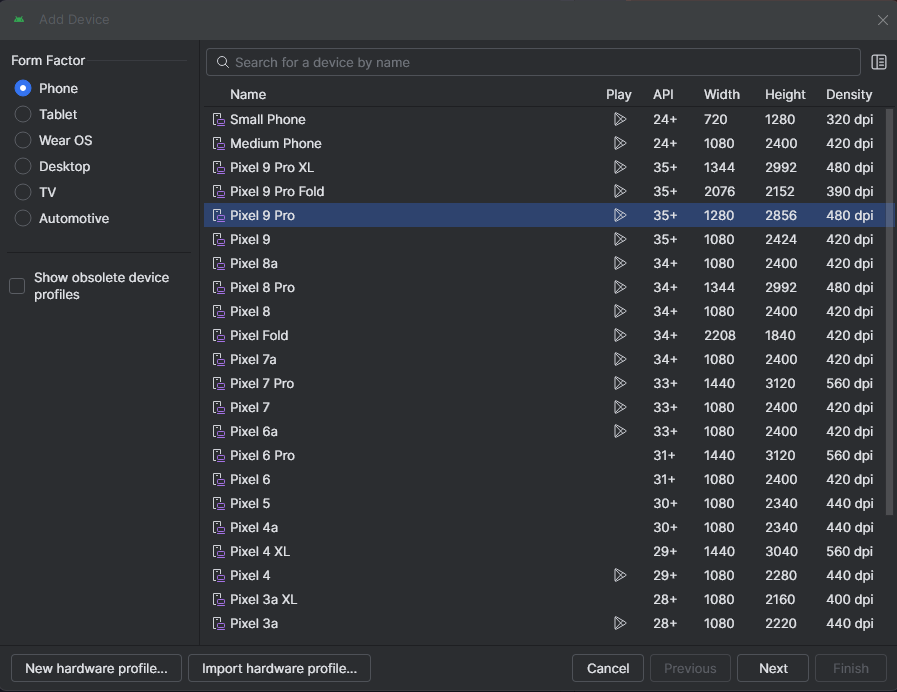 Add Device
Form Factor
Phone
Tablet
Wear OS
Desktop
TV
Automotive
Show obsolete device
profiles
Search for a device by name
Name Play API Width Height Density
Small Phone 24+ 720 1280 320 dpi
Medium Phone 24+ 1080 2400 420 dpi
Pixel 9 Pro XL 35+ 1344 2992 480 dpi
Pixel 9 Pro Fold 35+ 2076 2152 390 dpi
Pixel 9 Pro 35+ 1280 2856 480 dpi
Pixel 9 35+ 1080 2424 420 dpi
Pixel 8a 34+ 1080 2400 420 dpi
Pixel 8 Pro 34+ 1344 2992 480 dpi
Pixel 8 34+ 1080 2400 420 dpi
Pixel Fold 34+ 2208 1840 420 dpi
Pixel 7a 34+ 1080 2400 420 dpi
Pixel 7 Pro 33+ 1440 3120 560 dpi
Pixel 7 33+ 1080 2400 420 dpi
Pixel 6a 33+ 1080 2400 420 dpi
Pixel 6 Pro 31+ 1440 3120 560 dpi
Pixel 6 31+ 1080 2400 420 dpi
Pixel 5 30+ 1080 2340 440 dpi
Pixel 4a 30+ 1080 2340 440 dpi
Pixel 4 XL 29+ 1440 3040 560 dpi
Pixel 4 29+ 1080 2280 440 dpi
Pixel 3a XL 28+ 1080 2160 400 dpi
Pixel 3a 28+ 1080 2220 440 dpi
New hardware profile... Import hardware profile... Cancel Previous Next Finish